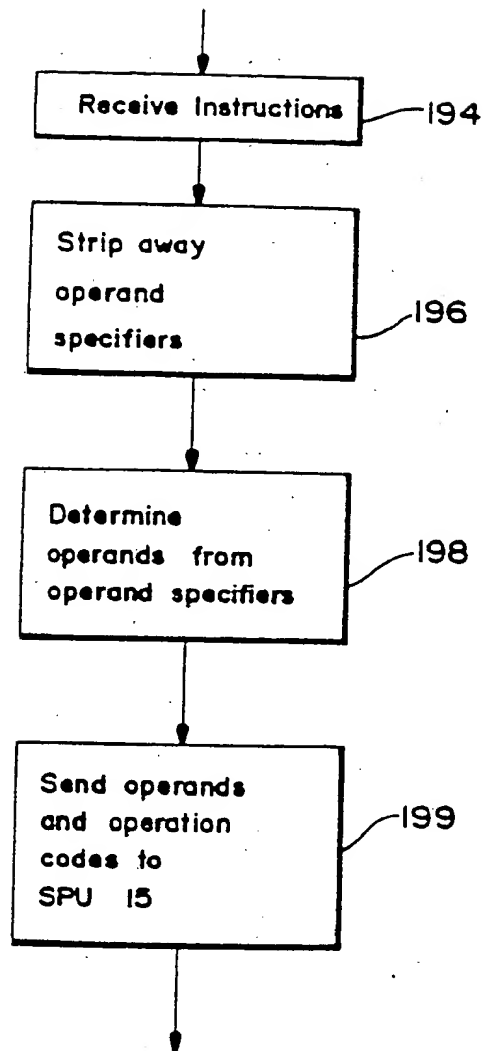 Receive Instructions
194
Strip away
operand
specifiers
196
Determine
operands from
operand specifiers
198
Send operands
and operation
codes to
SPU 15
199